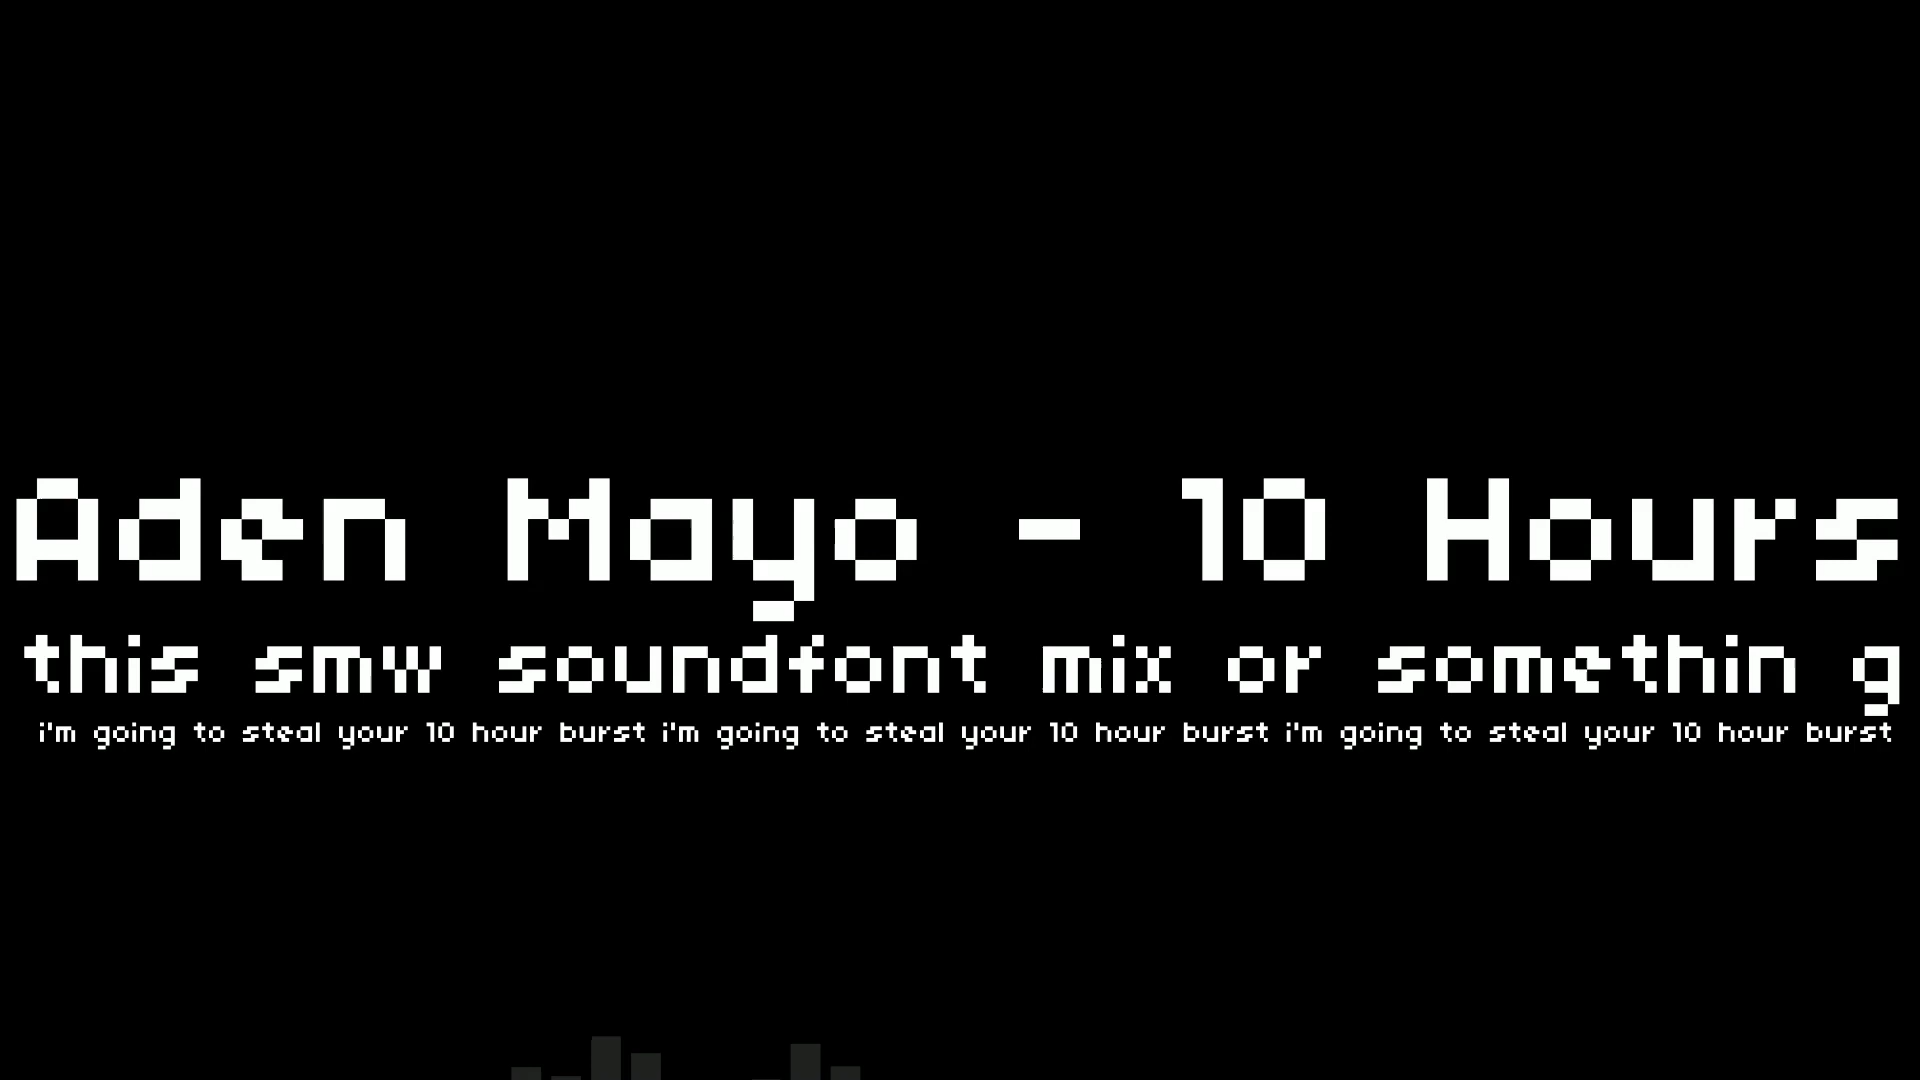 Aden Mayo - 10 Hours
this smw soundfont mix or somethin g
i'm going to steal your 10 hour burst i'm going to steal your 10 hour burst i'm going to steal your 10 hour burst